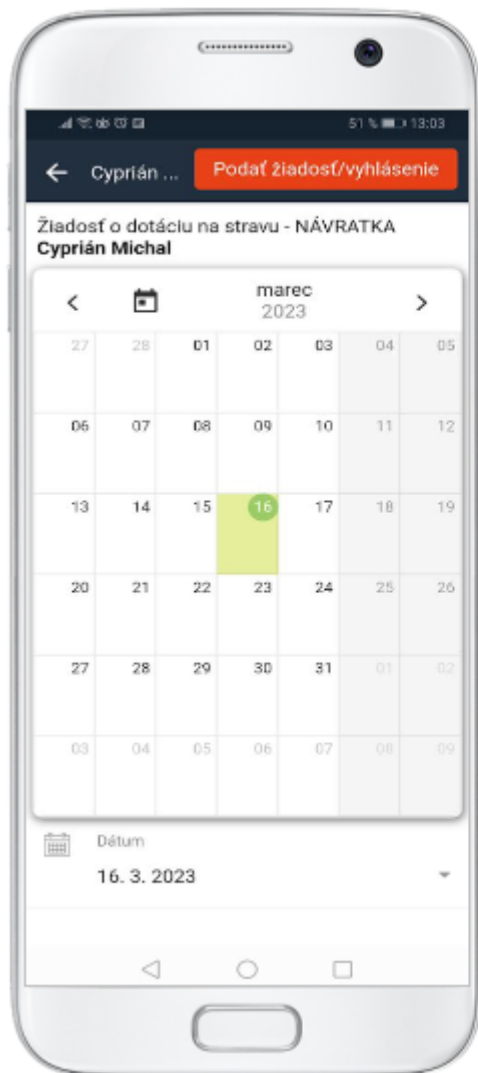 51 % 13:03
Cyprián ... Podať žiadosť/vyhlásenie
Žiadosť o dotáciu na stravu - NÁVRATKA
Cyprián Michal
marec
2023
27 28 01 02 03 04 05
06 07 08 09 10 11 12
13 14 15 16 17 18 19
20 21 22 23 24 25 26
27 28 29 30 31 01 02
03 04 05 06 07 08 09
Dátum
16. 3. 2023